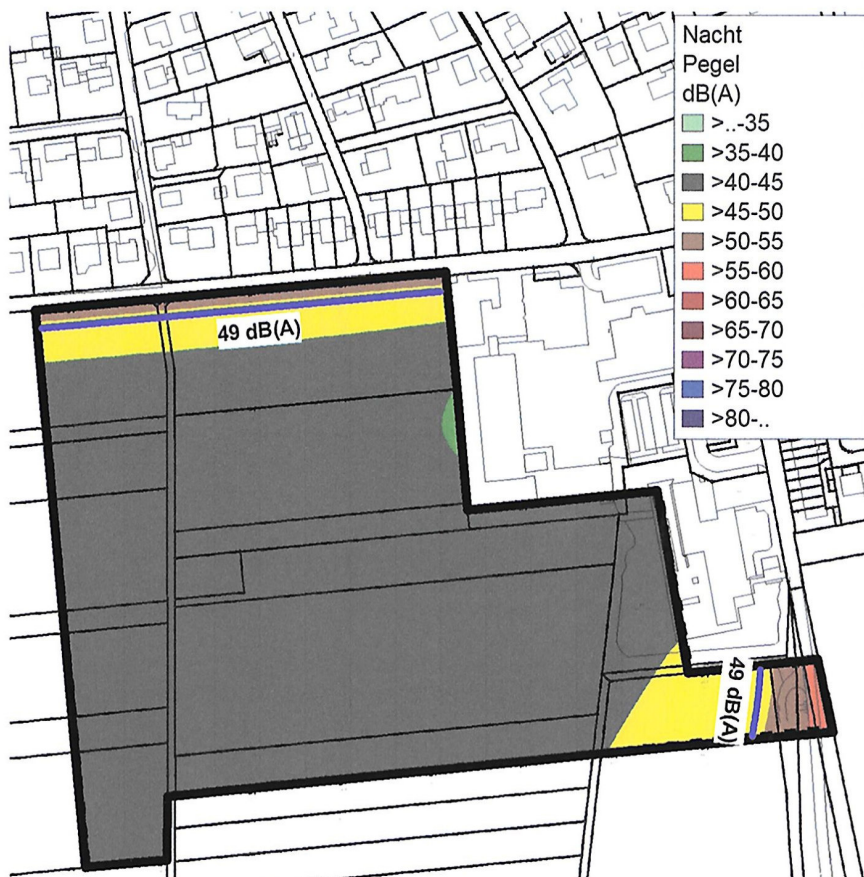 Nacht
Pegel
dB(A)
>..-35
>35-40
>40-45
>45-50
>50-55
>55-60
>60-65
>65-70
>70-75
>75-80
>80-..
49 dB(A)
49 dB(A)